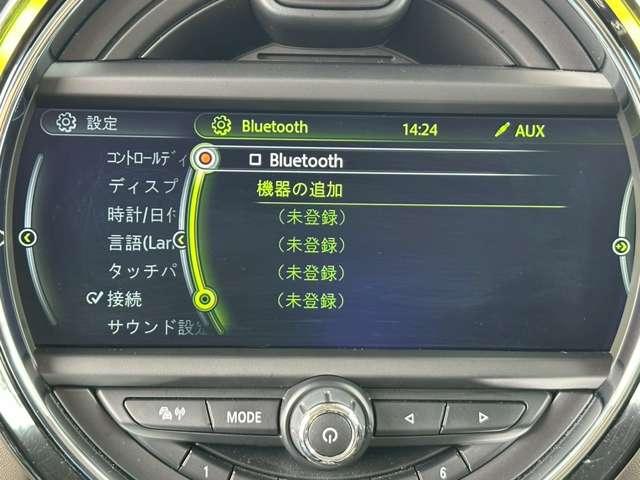 設定
Bluetooth 14:24 AUX
ｺﾝﾄﾛｰﾙﾃﾞｨ
ディスプ
時計/日付
言語(Lan
タッチパ
接続
サウンド設定
Bluetooth
機器の追加
(未登録)
(未登録)
(未登録)
(未登録)
MODE
1
6